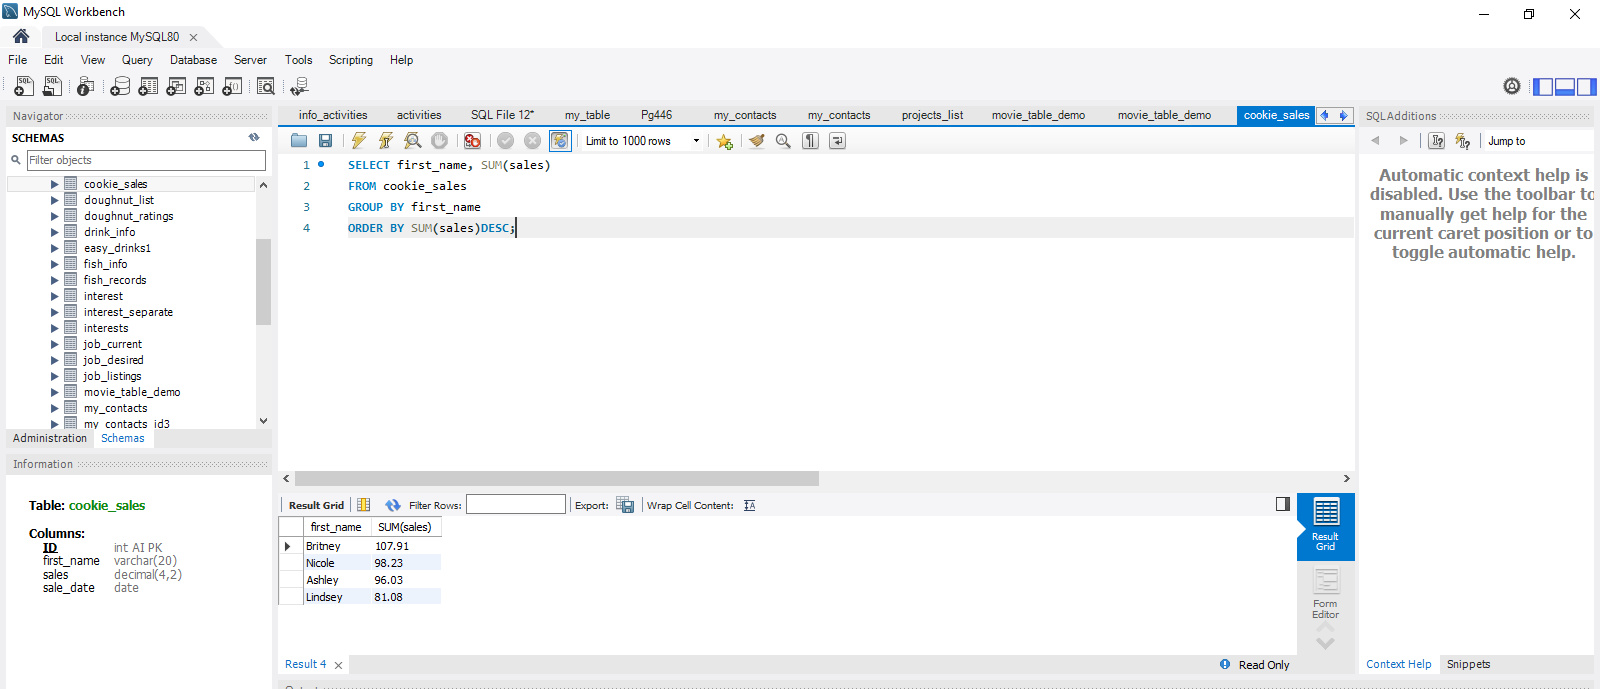 MySQL Workbench
Local instance MySQL80
File Edit View Query Database Server Tools Scripting Help
Navigator
SCHEMAS
Filter objects
cookie_sales
doughnut_list
doughnut_ratings
drink_info
easy_drinks1
fish_info
fish_records
interest
interest_separate
interests
job_current
job_desired
job_listings
movie_table_demo
my_contacts
my_contacts_id3
Administration Schemas
Information
Table: cookie_sales
Columns:
ID int AI PK
first_name varchar(20)
sales decimal(4,2)
sale_date date
info_activities activities SQL File 12* my_table Pg446 my_contacts my_contacts projects_list movie_table_demo movie_table_demo cookie_sales
Limit to 1000 rows
1 SELECT first_name, SUM(sales)
2 FROM cookie_sales
3 GROUP BY first_name
4 ORDER BY SUM(sales)DESC;
Result Grid Filter Rows: Export: Wrap Cell Content:
first_name SUM(sales)
Britney 107.91
Nicole 98.23
Ashley 96.03
Lindsey 81.08
Result
Grid
Form
Editor
Result 4
Read Only
SQLAdditions
Jump to
Automatic context help is
disabled. Use the toolbar to
manually get help for the
current caret position or to
toggle automatic help.
Context Help Snippets